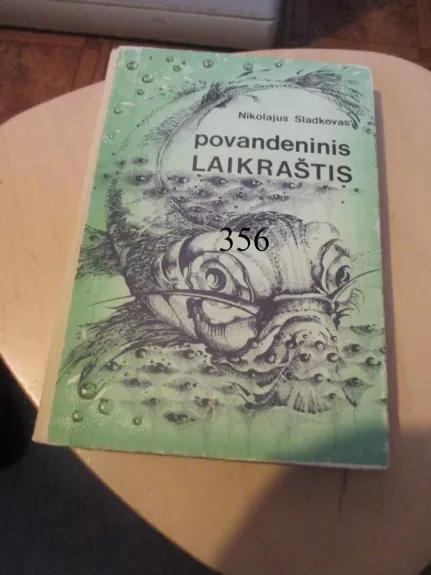 Nikolajus Sladkovas
povandeninis
LAIKRAŠTIS
356